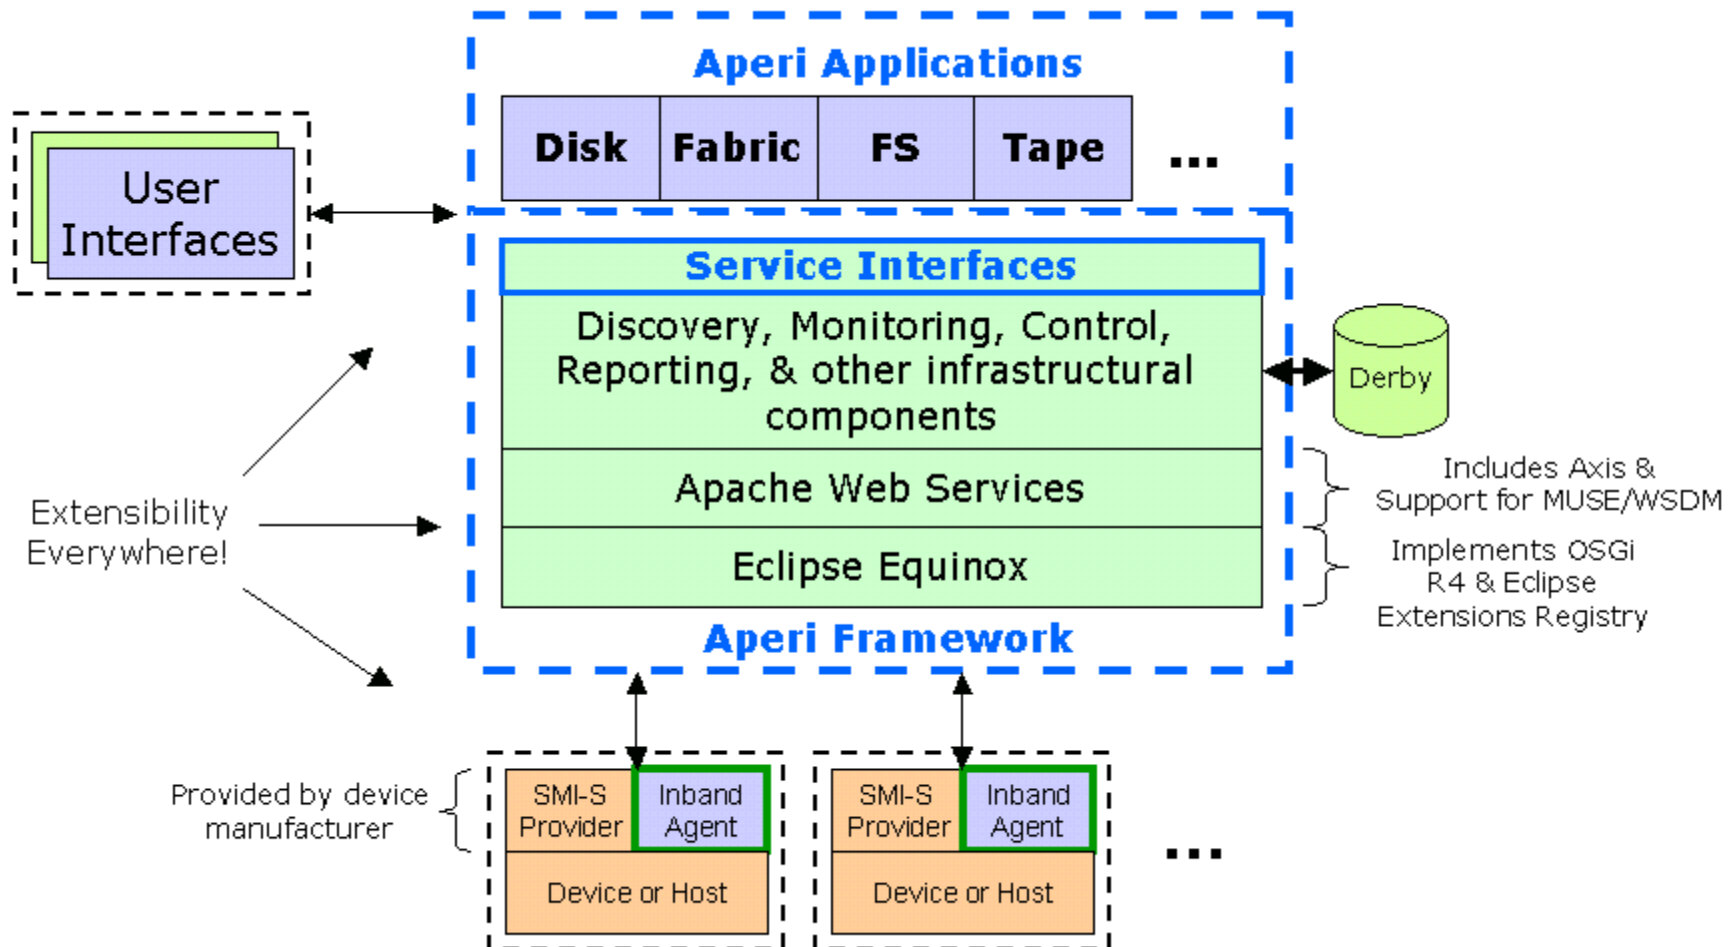 Aperi Applications
Disk
Fabric
FS
Tape
...
User
Interfaces
Service Interfaces
Discovery, Monitoring, Control,
Reporting, & other infrastructural
components
Derby
Apache Web Services
Includes Axis &
Support for MUSE/WSDM
Extensibility
Everywhere!
Eclipse Equinox
Implements OSGi
R4 & Eclipse
Extensions Registry
Aperi Framework
Provided by device
manufacturer
SMI-S
Provider
Inband
Agent
Device or Host
SMI-S
Provider
Inband
Agent
Device or Host
...